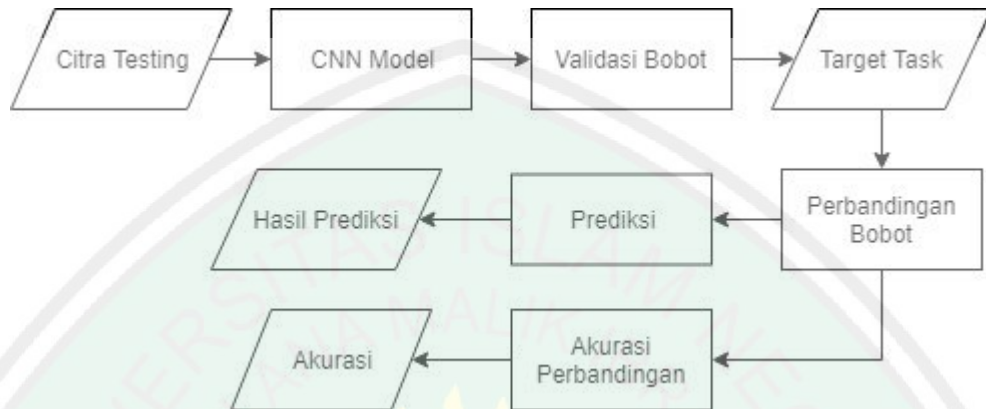 Citra Testing
CNN Model
Validasi Bobot
Target Task
Hasil Prediksi
Prediksi
Perbandingan
Bobot
Akurasi
Akurasi
Perbandingan